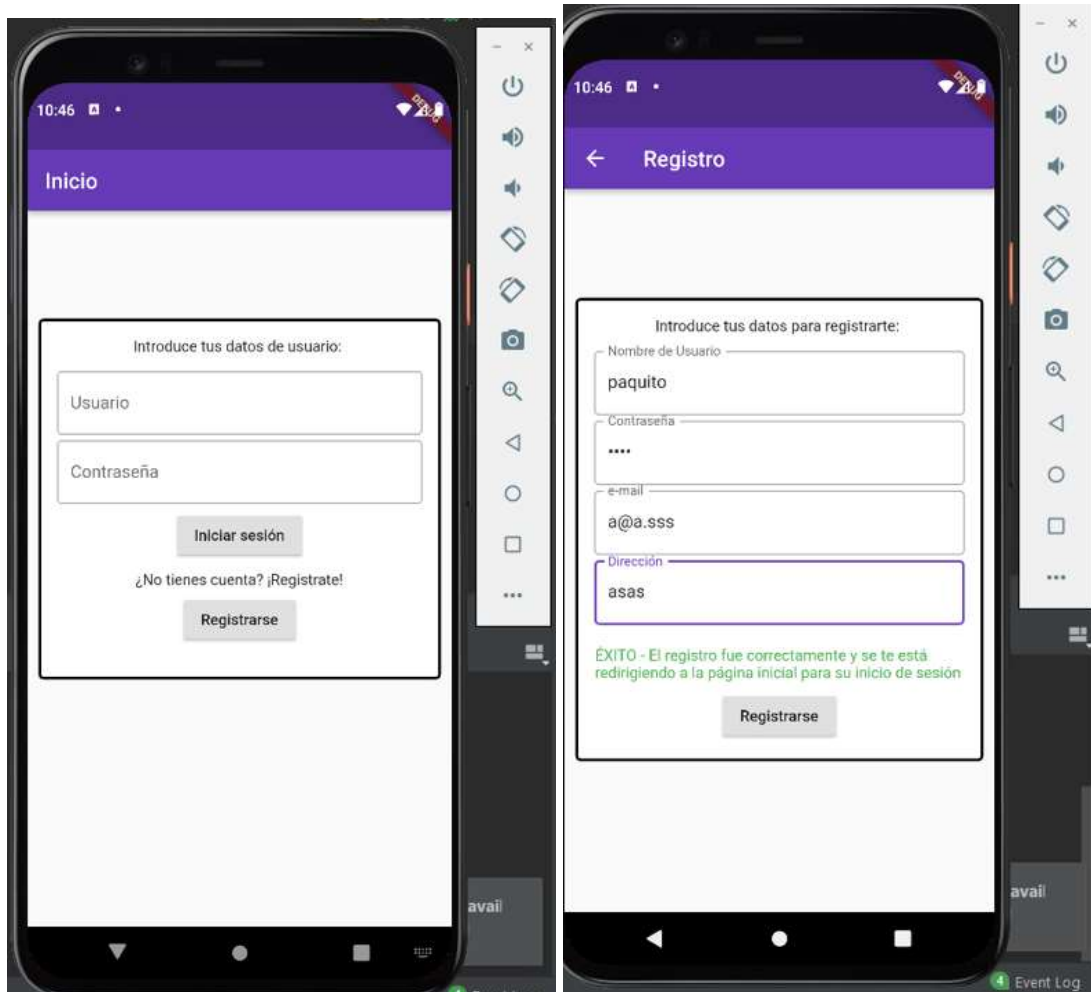 10:46
DEBUG
Inicio
Introduce tus datos de usuario:
Usuario
Contraseña
Iniciar sesión
¿No tienes cuenta? ¡Registrate!
Registrarse
avail
10:46
DEBUG
Registro
Introduce tus datos para registrarte:
Nombre de Usuario
paquito
Contraseña
••••
e-mail
a@a.sss
Dirección
asas
ÉXITO - El registro fue correctamente y se te está
redirigiendo a la página inicial para su inicio de sesión
Registrarse
avail
4 Event Log